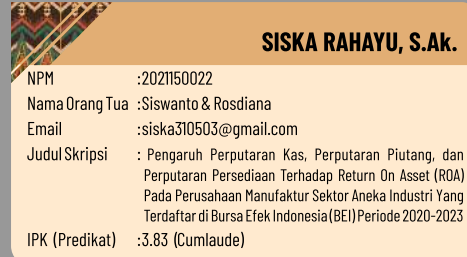 SISKA RAHAYU, S.Ak.
NPM :2021150022
Nama Orang Tua :Siswanto & Rosdiana
Email :siska310503@gmail.com
Judul Skripsi : Pengaruh Perputaran Kas, Perputaran Piutang, dan
Perputaran Persediaan Terhadap Return On Asset (ROA)
Pada Perusahaan Manufaktur Sektor Aneka Industri Yang
Terdaftar di Bursa Efek Indonesia (BEI) Periode 2020-2023
IPK (Predikat) :3.83 (Cumlaude)